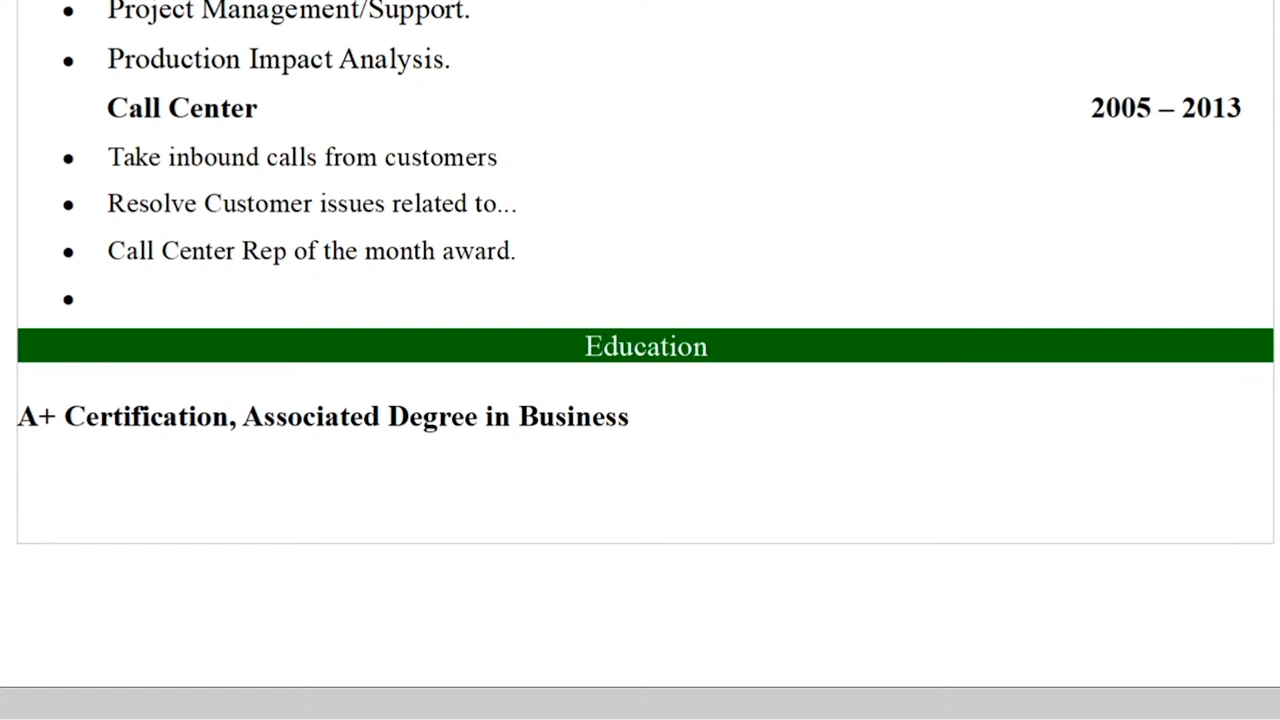 Project Management/Support.
Production Impact Analysis.
Call Center 2005 – 2013
Take inbound calls from customers
Resolve Customer issues related to...
Call Center Rep of the month award.
Education
A+ Certification, Associated Degree in Business